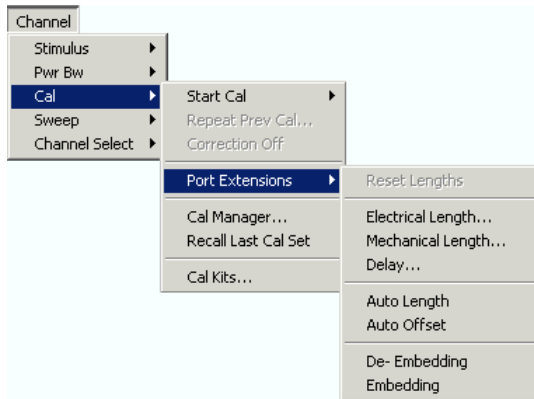 Channel
Stimulus
Pwr Bw
Cal
Sweep
Channel Select
Start Cal
Repeat Prev Cal...
Correction Off
Port Extensions
Cal Manager...
Recall Last Cal Set
Cal Kits...
Reset Lengths
Electrical Length...
Mechanical Length...
Delay...
Auto Length
Auto Offset
De- Embedding
Embedding